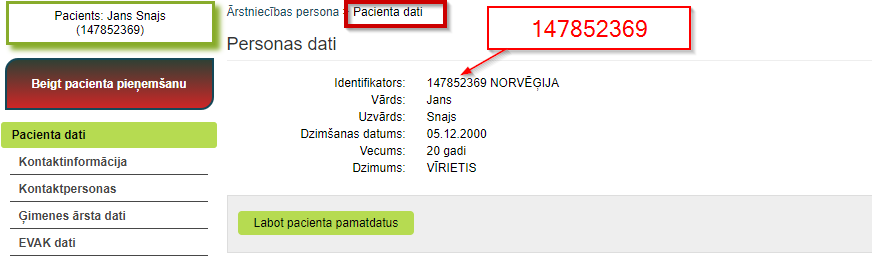 Pacients: Jans Snajs
(147852369)
Beigt pacienta pieņemšanu
Pacienta dati
Kontaktinformācija
Kontaktpersonas
Ģimenes ārsta dati
EVAK dati
Ārstniecības persona > Pacienta dati
147852369
Personas dati
Identifikators: 147852369 NORVĒĢIJA
Vārds: Jans
Uzvārds: Snajs
Dzimšanas datums: 05.12.2000
Vecums: 20 gadi
Dzimums: VĪRIETIS
Labot pacienta pamatdatus